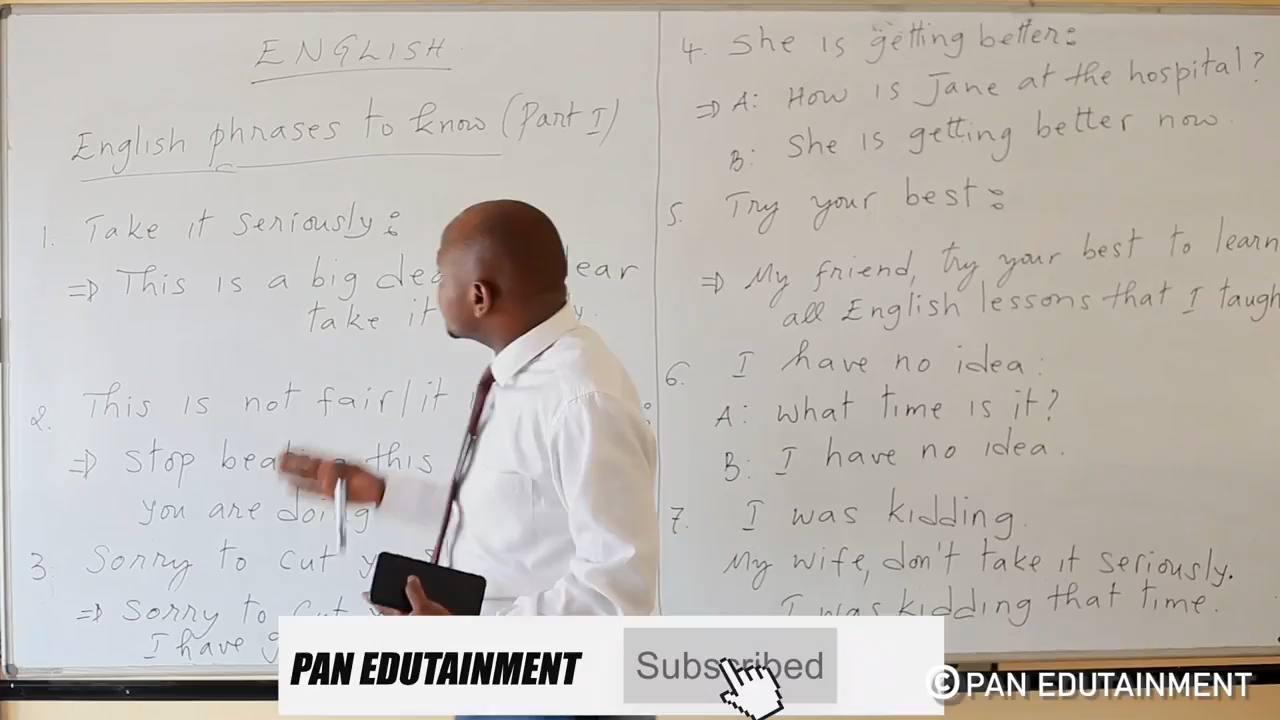 ENGLISH
English phrases to know (Part I)
1. Take it seriously:
⇒ This is a big
take it
2. This is not fair/it
⇒ Stop this
you are doing
3. Sorry to cut
⇒ Sorry to cut
I have
4. She is getting better:
⇒ A: How is Jane at the hospital?
B: She is getting better now.
5. Try your best:
⇒ My friend, try your best to learn
all English lessons that I
6. I have no idea:
A: What time is it?
B: I have no idea.
7. I was kidding.
My wife, don't take it seriously.
I was kidding that time.
PAN EDUTAINMENT
Subscribed
© PAN EDUTAINMENT